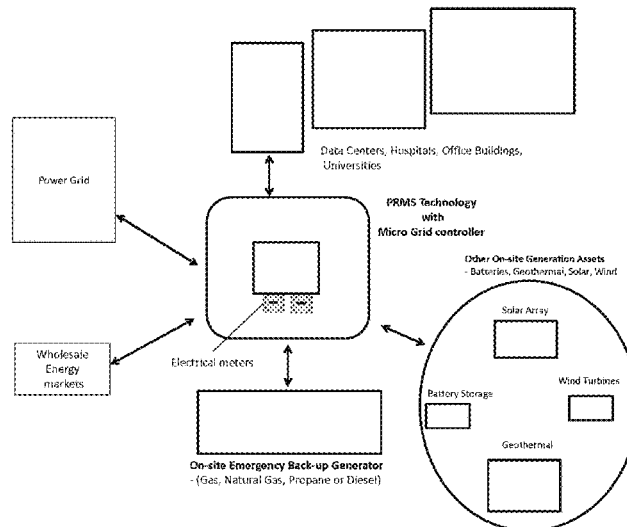 Data Centers, Hospitals, Office Buildings,
Universities
Power Grid
PRMS Technology
with
Micro Grid controller
Other On-site Generation Assets
- Batteries, Geothermal, Solar, Wind
Solar Array
Wholesale
Energy
markets
Electrical meters
Wind Turbines
Battery Storage
Geothermal
On-site Emergency Back-up Generator
- (Gas, Natural Gas, Propane or Diesel)